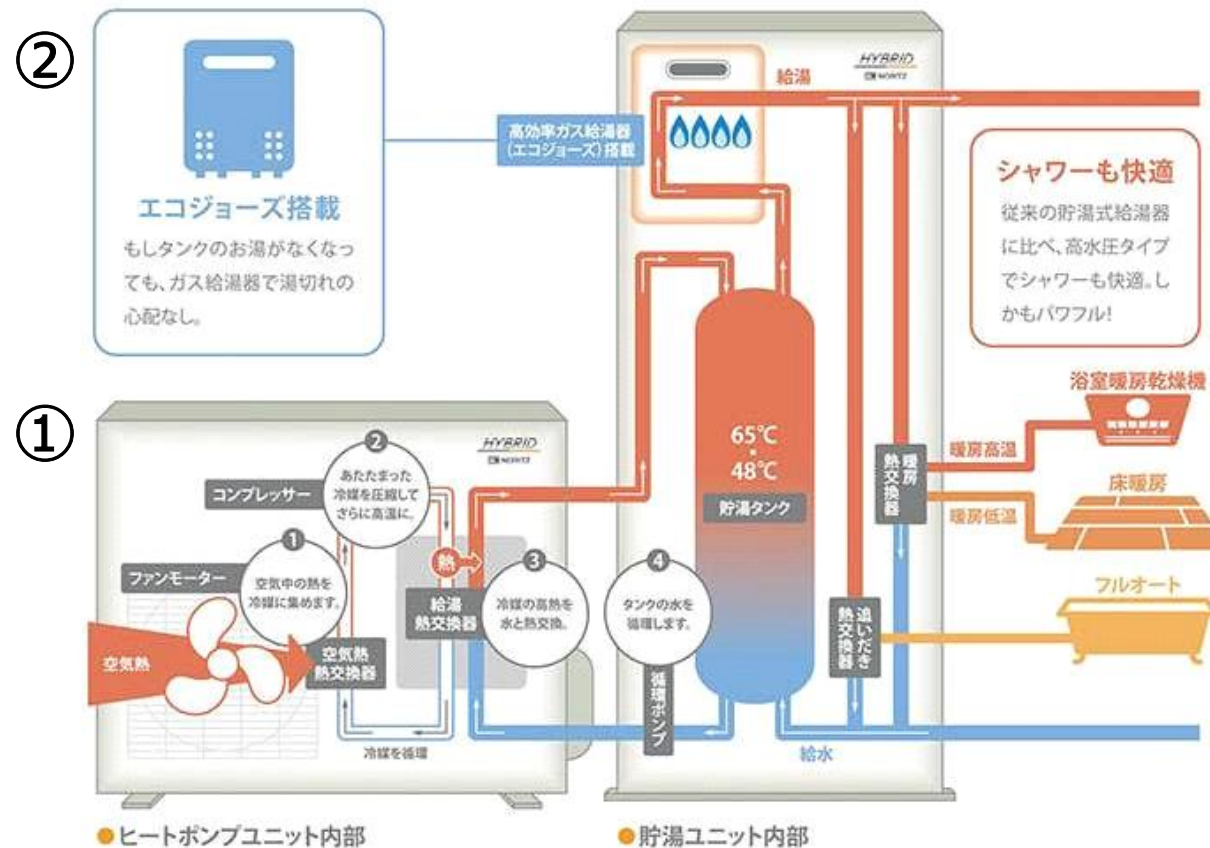 ②
エコジョーズ搭載
もしタンクのお湯がなくなっ
ても、ガス給湯器で湯切れの
心配なし。
高効率ガス給湯器
(エコジョーズ)搭載
給湯
HYBRID
NORITZ
シャワーも快適
従来の貯湯式給湯器
に比べ、高水圧タイプ
でシャワーも快適。し
かもパワフル!
①
HYBRID
NORITZ
コンプレッサー
2
あたたまった
冷媒を圧縮して
さらに高温に。
ファンモーター
1
空気中の熱を
冷媒に集めます。
空気熱
空気熱
熱交換器
熱
給湯
熱交換器
3
冷媒の高熱を
水と熱交換。
冷媒を循環
4
タンクの水を
循環します。
循環ポンプ
65℃
・
48℃
貯湯タンク
暖房
熱交換器
追いだき
熱交換器
給水
浴室暖房乾燥機
暖房高温
床暖房
暖房低温
フルオート
●ヒートポンプユニット内部
●貯湯ユニット内部